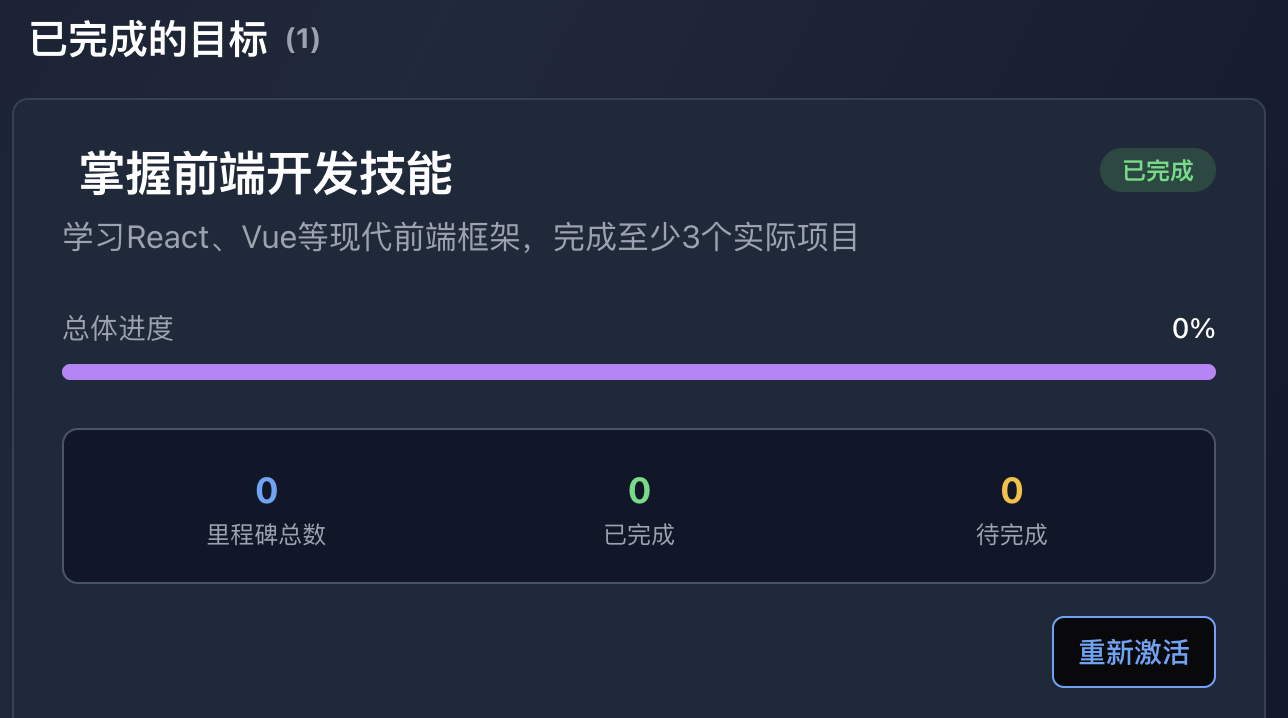 已完成的目标 (1)
掌握前端开发技能
已完成
学习React、Vue等现代前端框架，完成至少3个实际项目
总体进度
0%
0
里程碑总数
0
已完成
0
待完成
重新激活